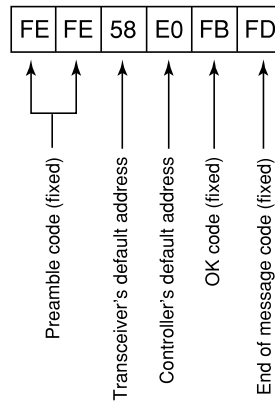 FE FE 58 E0 FB FD
Preamble code (fixed)
Transceiver's default address
Controller's default address
OK code (fixed)
End of message code (fixed)